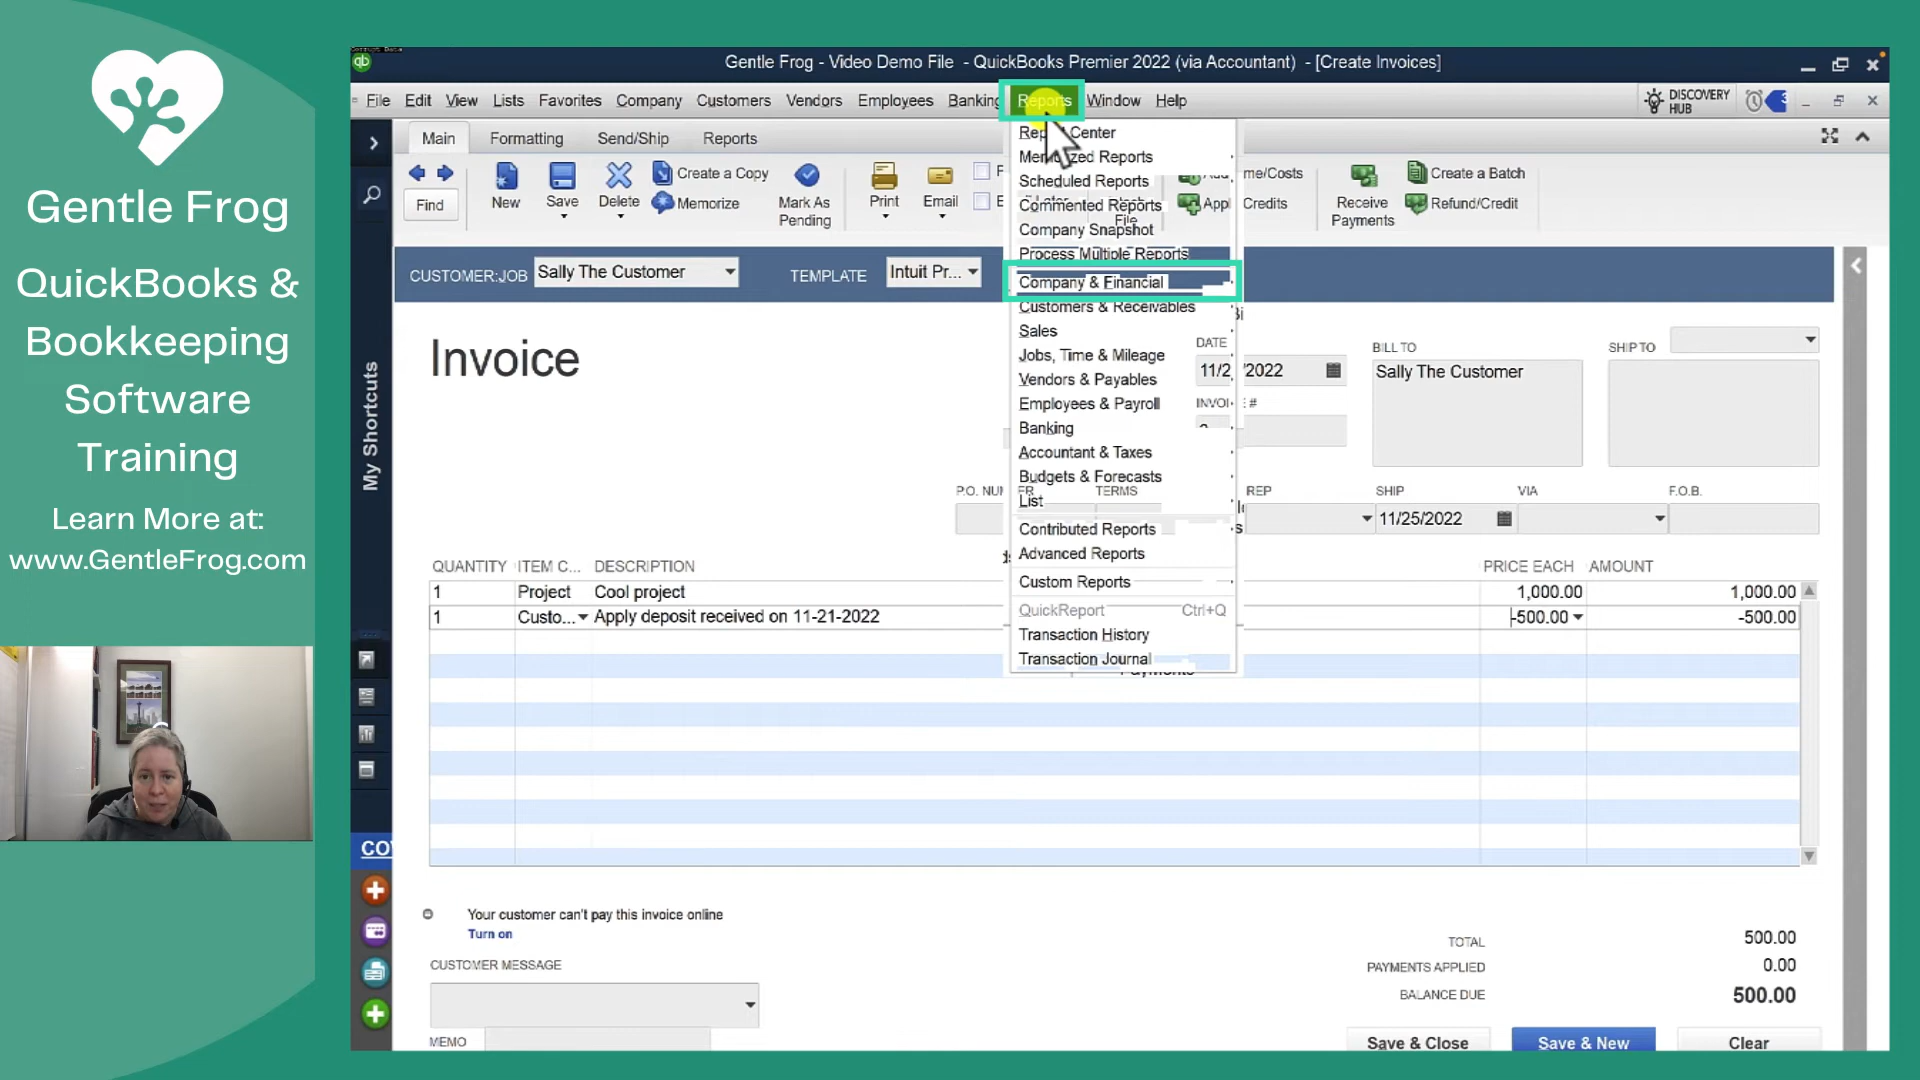 Gentle Frog
QuickBooks &
Bookkeeping
Software
Training
Learn More at:
www.GentleFrog.com
Gentle Frog - Video Demo File - QuickBooks Premier 2022 (via Accountant) - [Create Invoices]
File Edit View Lists Favorites Company Customers Vendors Employees Banking Reports Window Help
DISCOVERY
HUB
Main Formatting Send/Ship Reports
Find
New
Save
Delete
Create a Copy
Memorize
Mark As
Pending
Print
Email
File
me/Costs
Credits
Receive
Payments
Create a Batch
Refund/Credit
Report Center
Memorized Reports
Scheduled Reports
Commented Reports
Company Snapshot
Process Multiple Reports
Company & Financial
Customers & Receivables
Sales
Jobs, Time & Mileage
Vendors & Payables
Employees & Payroll
Banking
Accountant & Taxes
Budgets & Forecasts
List
Contributed Reports
Advanced Reports
Custom Reports
QuickReport Ctrl+Q
Transaction History
Transaction Journal
CUSTOMER:JOB Sally The Customer TEMPLATE Intuit Pr...
My Shortcuts
Invoice
DATE
BILL TO
Sally The Customer
SHIP TO
TERMS
REP
SHIP
11/25/2022
VIA
F.O.B.
QUANTITY ITEM C... DESCRIPTION PRICE EACH AMOUNT
1 Project Cool project 1,000.00 1,000.00
1 Custo... Apply deposit received on 11-21-2022 -500.00 -500.00
Your customer can't pay this invoice online
Turn on
CUSTOMER MESSAGE
MEMO
TOTAL 500.00
PAYMENTS APPLIED 0.00
BALANCE DUE 500.00
Save & Close Save & New Clear